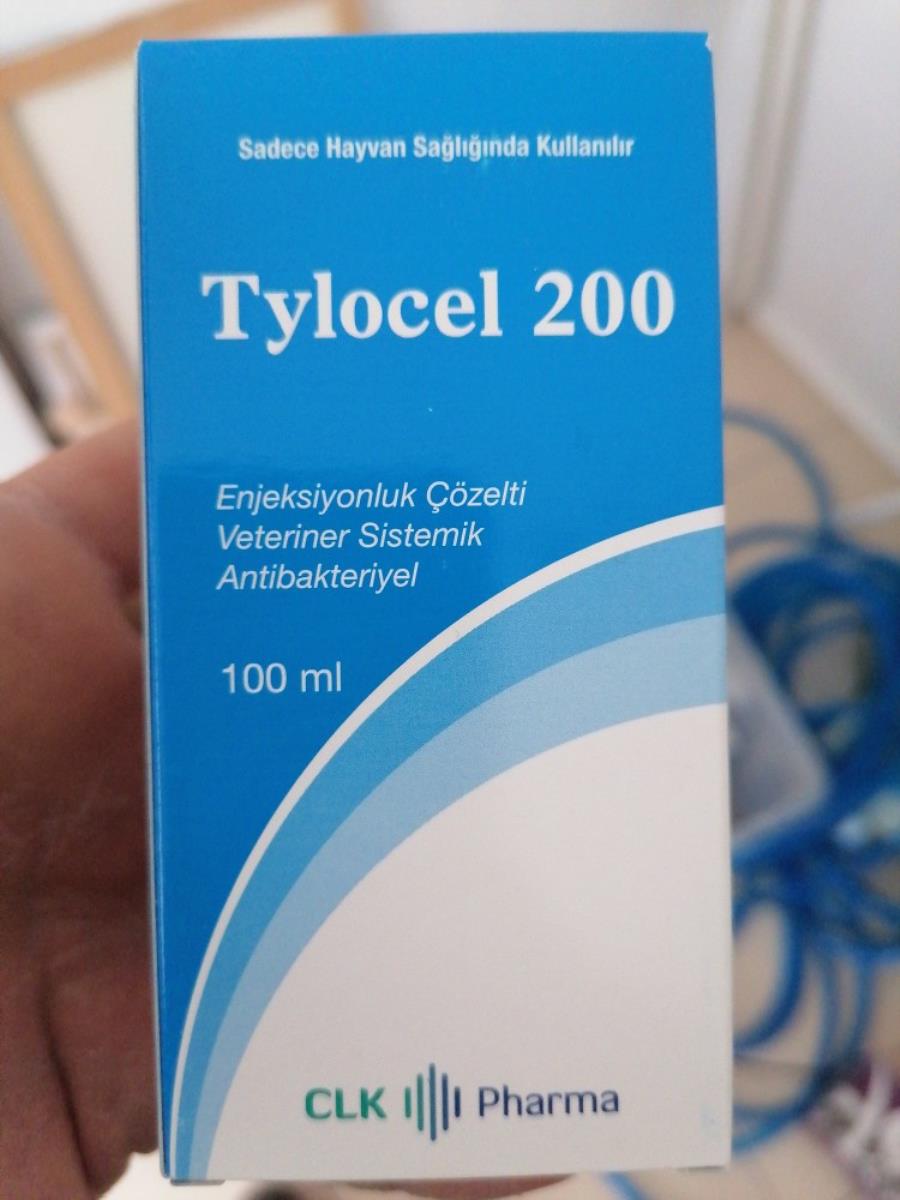 Sadece Hayvan Sağlığında Kullanılır
Tylocel 200
Enjeksiyonluk Çözelti
Veteriner Sistemik
Antibakteriyel
100 ml
CLK Pharma